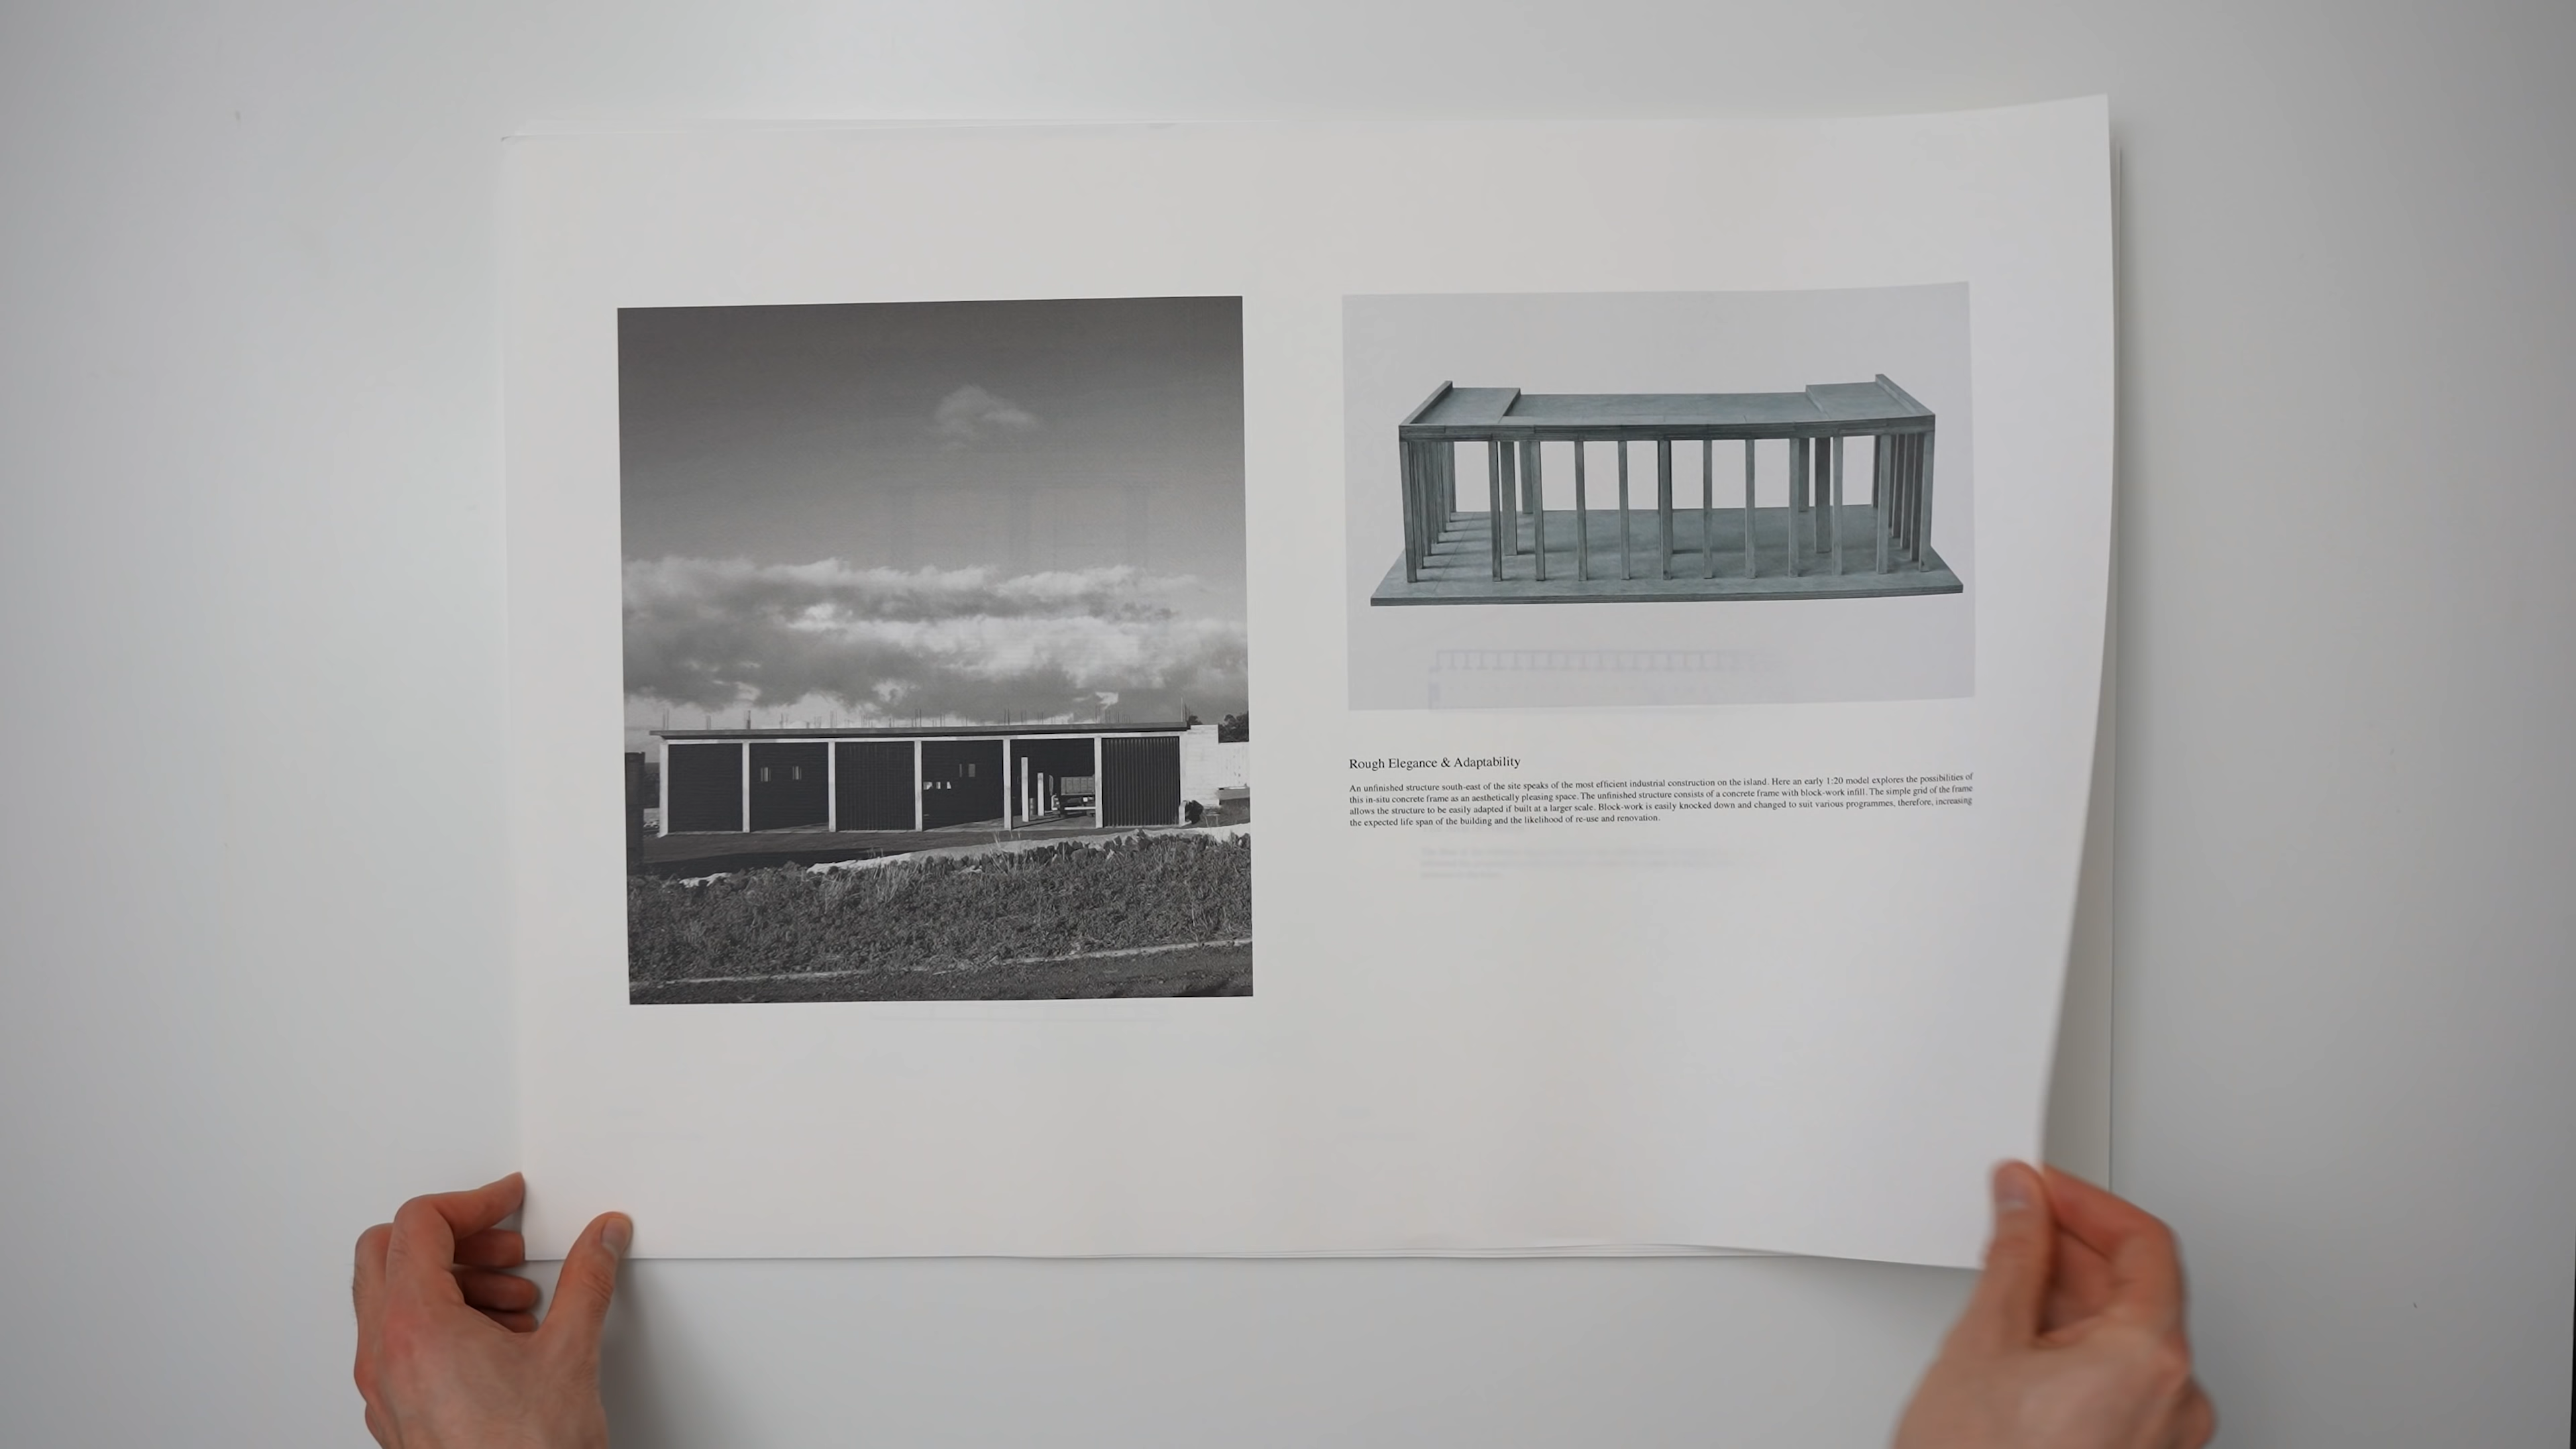 Rough Elegance & Adaptability
An unfinished structure south-east of the site speaks of the most efficient industrial construction on the island. Here an early 1:20 model explores the possibilities of
this in-situ concrete frame as an aesthetically pleasing space. The unfinished structure consists of a concrete frame with block-work infill. The simple grid of the frame
allows the structure to be easily adapted if built at a larger scale. Block-work is easily knocked down and changed to suit various programmes, therefore, increasing
the expected life span of the building and the likelihood of re-use and renovation.